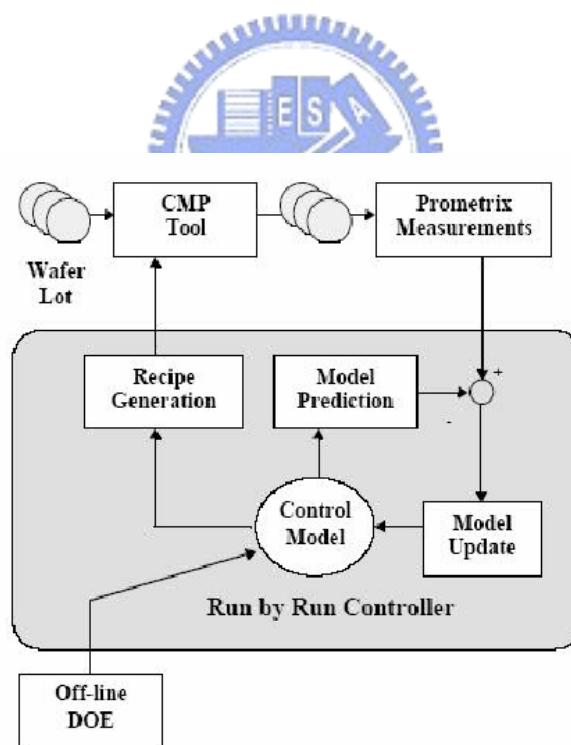 E S A
CMP
Tool
Prometrix
Measurements
Wafer
Lot
Recipe
Generation
Model
Prediction
+
-
Control
Model
Model
Update
Run by Run Controller
Off-line
DOE